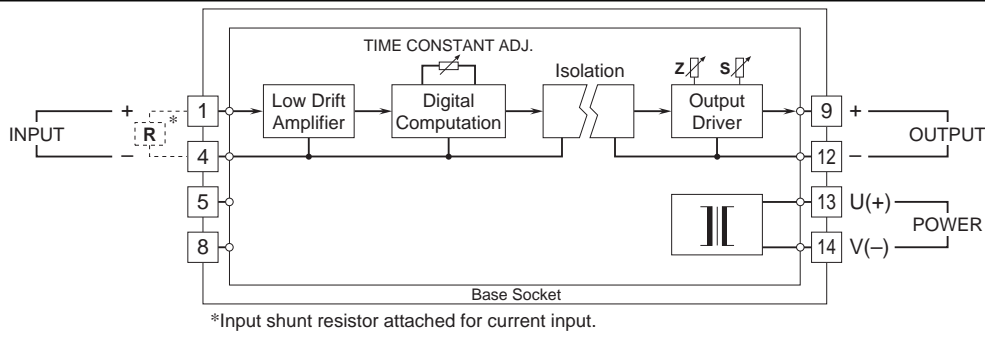 TIME CONSTANT ADJ.
Isolation
Z S
+ * 1 Low Drift Amplifier Digital Computation Output Driver 9 +
INPUT R OUTPUT
− 4 12 −
5 13 U(+)
POWER
8 14 V(–)
Base Socket
*Input shunt resistor attached for current input.